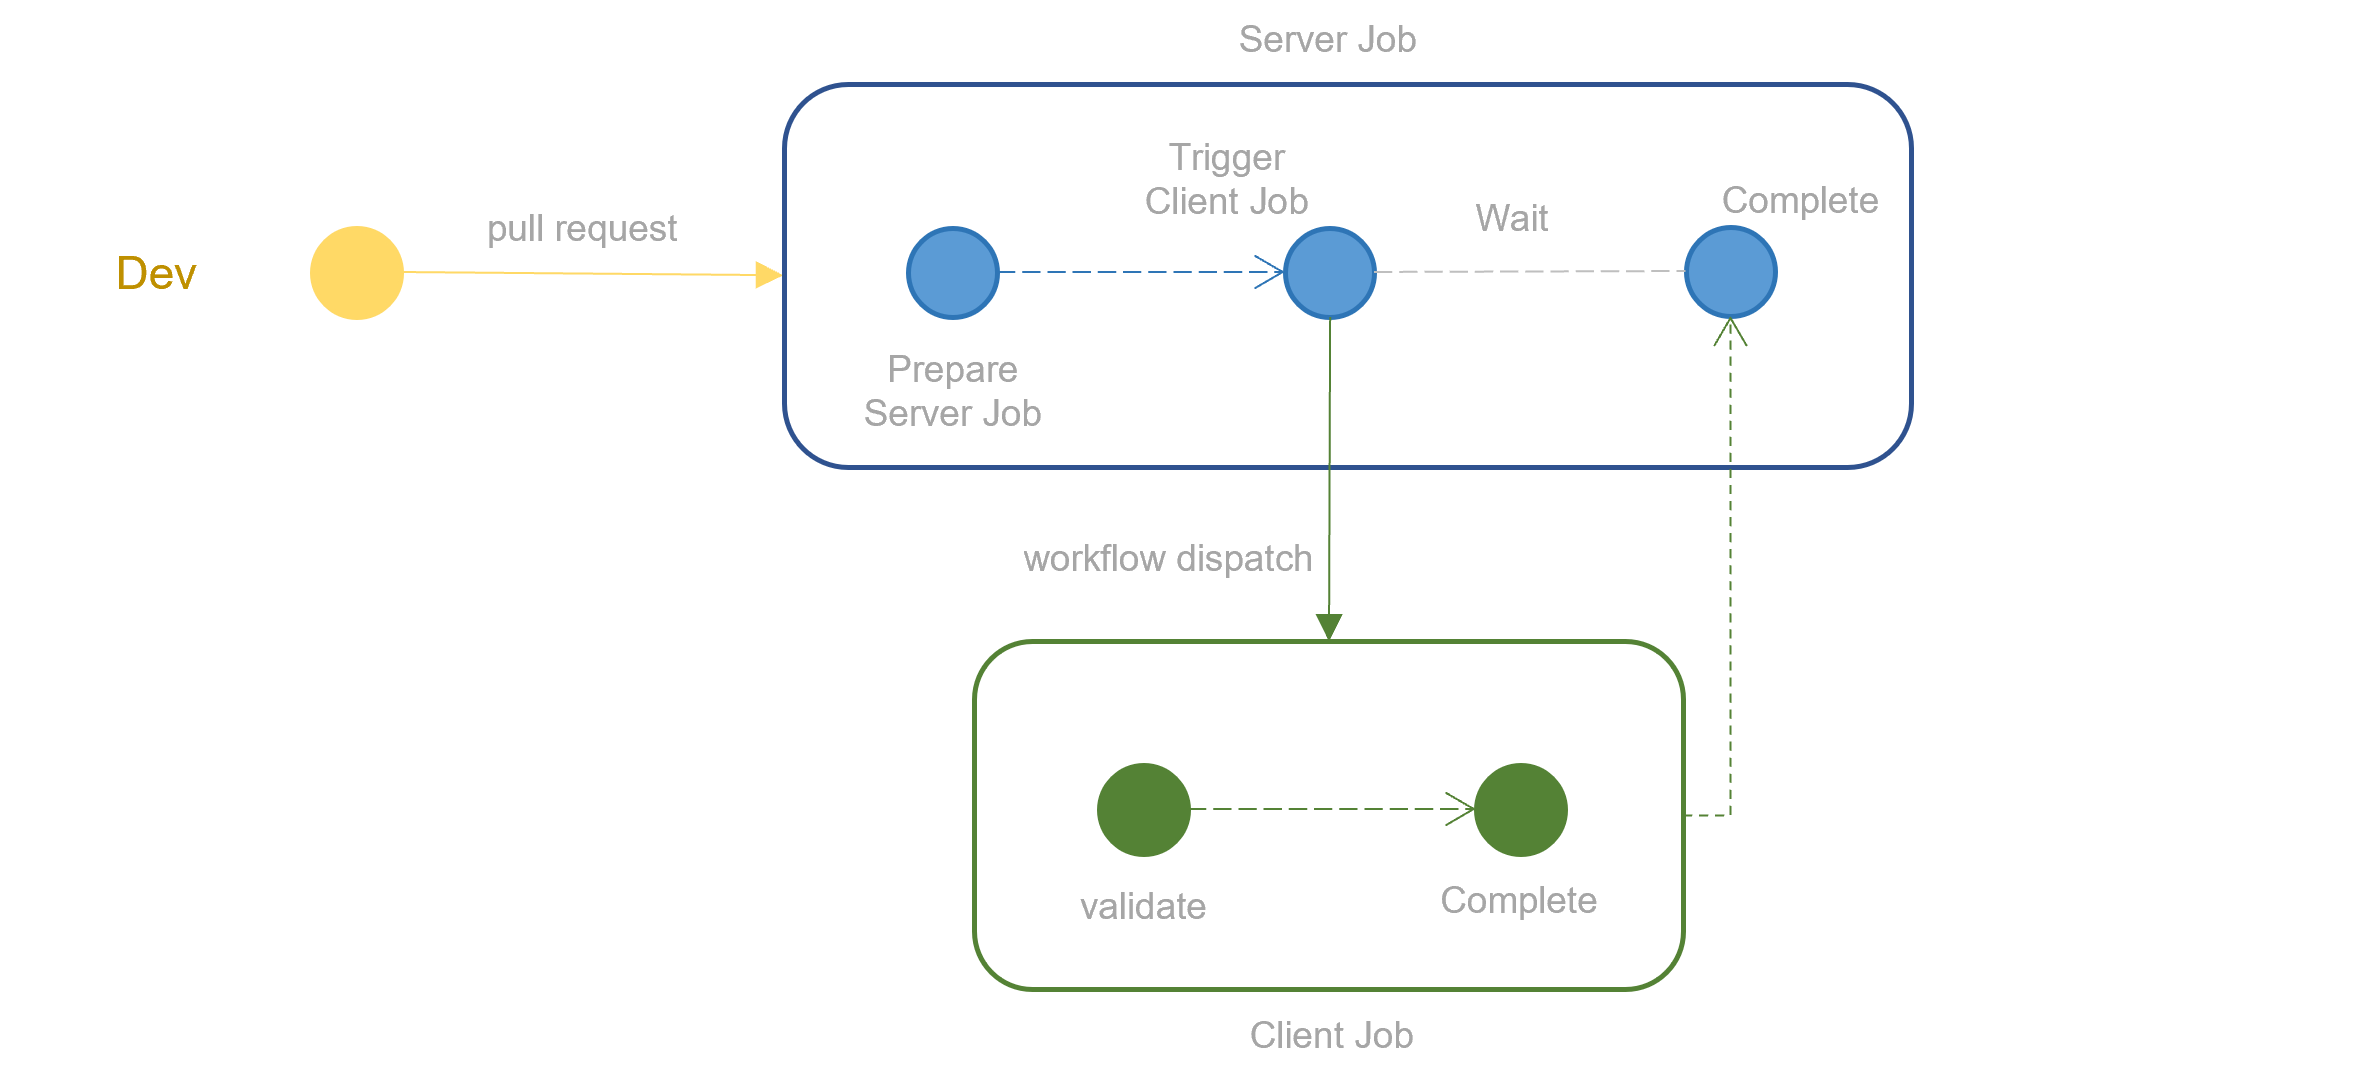 Server Job
Trigger
Client Job
Wait
Complete
pull request
Dev
Prepare
Server Job
workflow dispatch
validate
Complete
Client Job